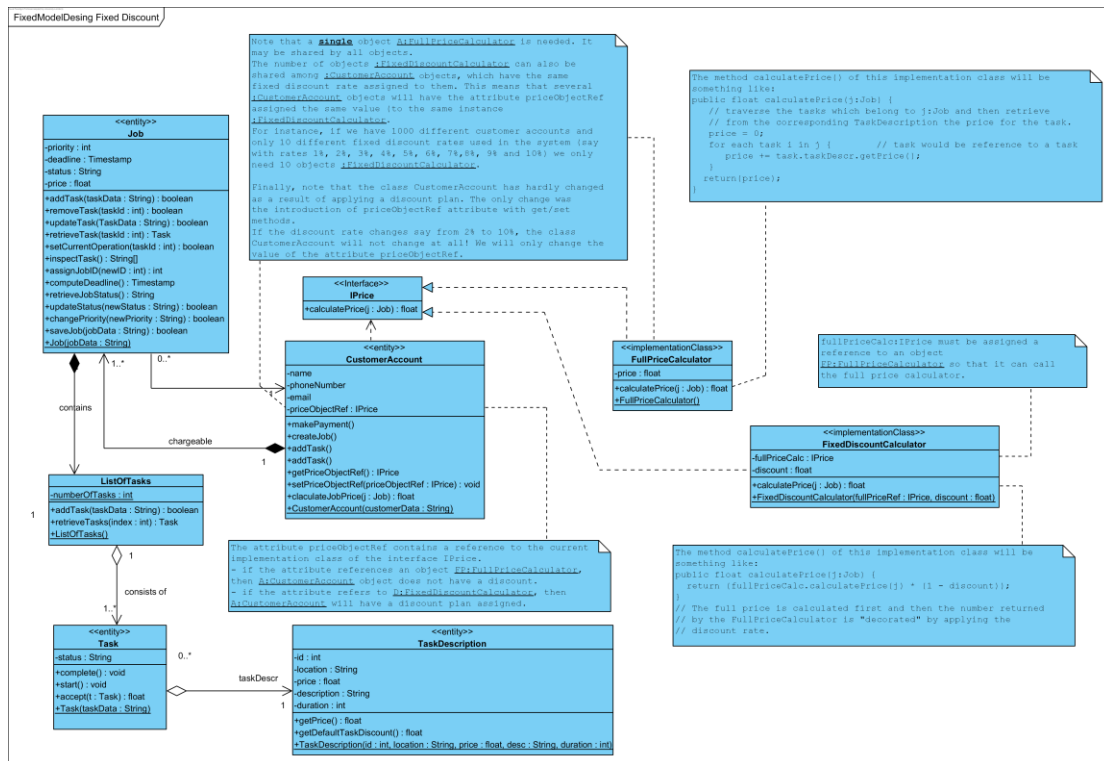 FixedModelDesing Fixed Discount
Note that a single object A:FullPriceCalculator is needed. It
may be shared by all objects.
The number of objects :FixedDiscountCalculator can also be
shared among :CustomerAccount objects, which have the same
fixed discount rate assigned to them. This means that several
:CustomerAccount objects will have the attribute priceObjectRef
assigned the same value (to the same instance
:FixedDiscountCalculator.
For instance, if we have 1000 different customer accounts and
only 10 different fixed discount rates used in the system (say
with rates 1%, 2%, 3%, 4%, 5%, 6%, 7%,8%, 9% and 10%) we only
need 10 objects :FixedDiscountCalculator.
Finally, note that the class CustomerAccount has hardly changed
as a result of applying a discount plan. The only change was
the introduction of priceObjectRef attribute with get/set
methods.
If the discount rate changes say from 2% to 10%, the class
CustomerAccount will not change at all! We will only change the
value of the attribute priceObjectRef.
The method calculatePrice() of this implementation class will be
something like:
public float calculatePrice(j:Job) {
// traverse the tasks which belong to j:Job and then retrieve
// from the corresponding TaskDescription the price for the task.
price = 0;
for each task i in j { // task would be reference to a task
price += task.taskDescr.getPrice();
}
return(price);
}
<<entity>>
Job
-priority : int
-deadline : Timestamp
-status : String
-price : float
+addTask(taskData : String) : boolean
+removeTask(taskId : int) : boolean
+updateTask(TaskData : String) : boolean
+retrieveTask(taskId : int) : Task
+setCurrentOperation(taskId : int) : boolean
+inspectTask() : String[]
+assignJobID(newID : int) : int
+computeDeadline() : Timestamp
+retrieveJobStatus() : String
+updateStatus(newStatus : String) : boolean
+changePriority(newPriority : String) : boolean
+saveJob(jobData : String) : boolean
+Job(jobData : String)
1..*
0..*
<<Interface>>
IPrice
+calculatePrice(j : Job) : float
<<entity>>
CustomerAccount
-name
-phoneNumber
-email
-priceObjectRef : IPrice
+makePayment()
+createJob()
+addTask()
+addTask()
+getPriceObjectRef() : IPrice
+setPriceObjectRef(priceObjectRef : IPrice) : void
+claculateJobPrice(j : Job) : float
+CustomerAccount(customerData : String)
1
chargeable
1
contains
<<implementationClass>>
FullPriceCalculator
-price : float
+calculatePrice(j : Job) : float
+FullPriceCalculator()
fullPriceCalc:IPrice must be assigned a
reference to an object
FP:FullPriceCalculator so that it can call
the full price calculator.
<<implementationClass>>
FixedDiscountCalculator
-fullPriceCalc : IPrice
-discount : float
+calculatePrice(j : Job) : float
+FixedDiscountCalculator(fullPriceRef : IPrice, discount : float)
ListOfTasks
-numberOfTasks : int
+addTask(taskData : String) : boolean
+retrieveTasks(index : int) : Task
+ListOfTasks()
1
1
consists of
1..*
The attribute priceObjectRef contains a reference to the current
implementation class of the interface IPrice.
- if the attribute references an object FP:FullPriceCalculator,
then A:CustomerAccount object does not have a discount.
- if the attribute refers to D:FixedDiscountCalculator, then
A:CustomerAccount will have a discount plan assigned.
The method calculatePrice() of this implementation class will be
something like:
public float calculatePrice(j:Job) {
return (fullPriceCalc.calculatePrice(j) * (1 - discount));
}
// The full price is calculated first and then the number returned
// by the FullPriceCalculator is "decorated" by applying the
// discount rate.
<<entity>>
Task
-status : String
+complete() : void
+start() : void
+accept(t : Task) : float
+Task(taskData : String)
0..*
taskDescr
1
<<entity>>
TaskDescription
-id : int
-location : String
-price : float
-description : String
-duration : int
+getPrice() : float
+getDefaultTaskDiscount() : float
+TaskDescription(id : int, location : String, price : float, desc : String, duration : int)